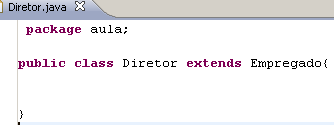 Diretor.java
package aula;
public class Diretor extends Empregado{
}